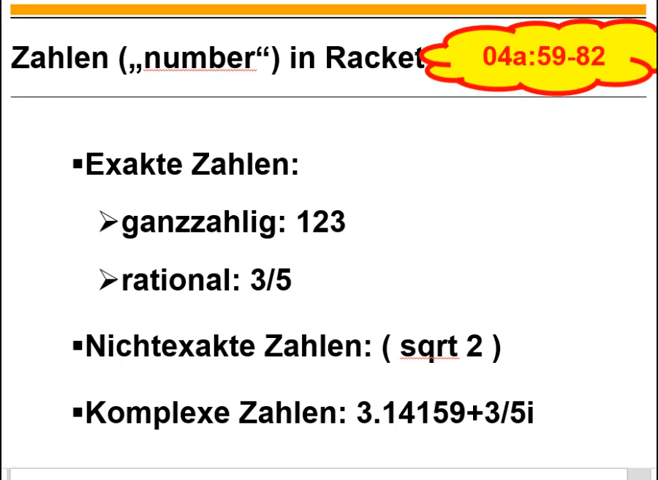 Zahlen („number“) in Racket
04a:59-82
▪Exakte Zahlen:
➢ganzzahlig: 123
➢rational: 3/5
▪Nichtexakte Zahlen: ( sqrt 2 )
▪Komplexe Zahlen: 3.14159+3/5i